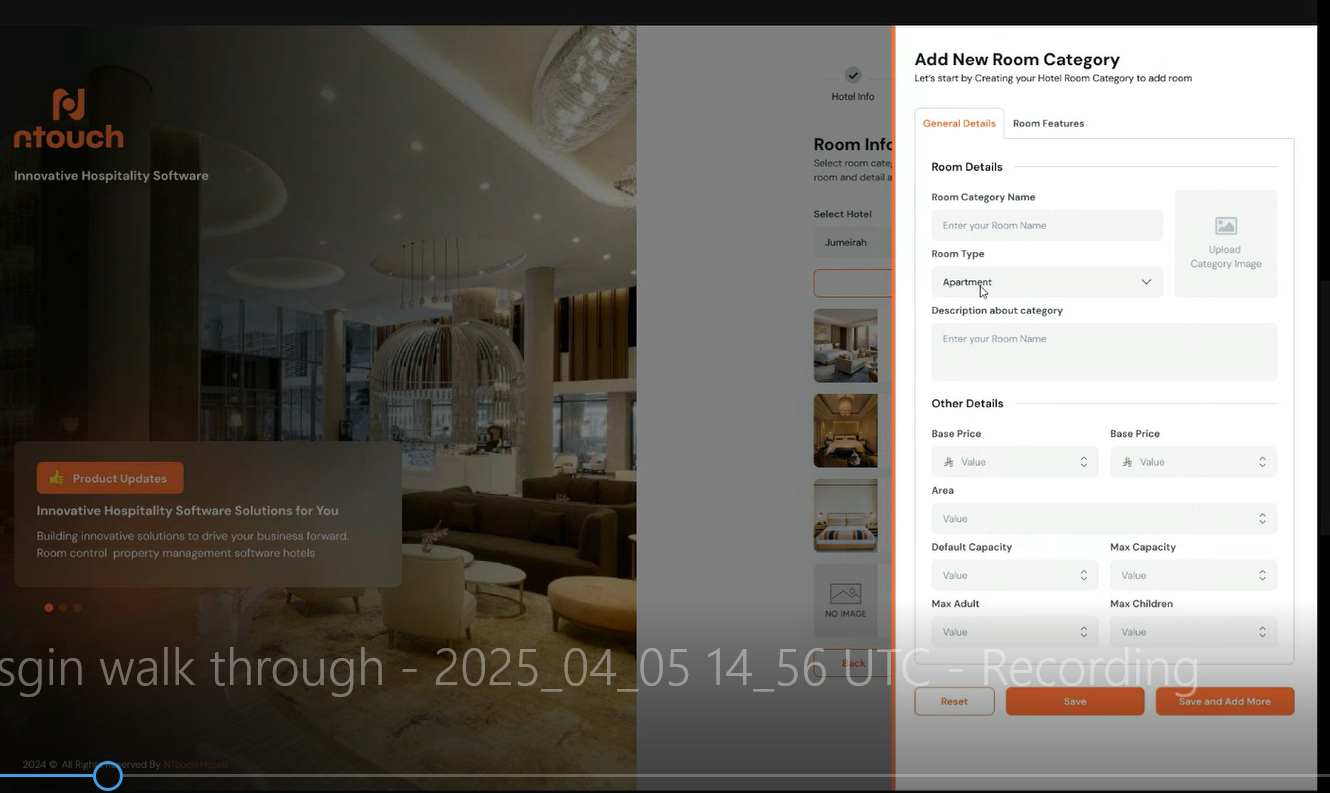 ntouch
Innovative Hospitality Software
👍 Product Updates
Innovative Hospitality Software Solutions for You
Building innovative solutions to drive your business forward.
Room control property management software hotels
2024 © All Rights Reserved By NTouch Hotels
Hotel Info
Room Info
Select room
room and detail a
Select Hotel
Jumeirah
NO IMAGE
Back
Add New Room Category
Let's start by Creating your Hotel Room Category to add room
General Details
Room Features
Room Details
Room Category Name
Enter your Room Name
Upload
Category Image
Room Type
Apartment
Description about category
Enter your Room Name
Other Details
Base Price
Base Price
Value
Value
Area
Value
Default Capacity
Max Capacity
Value
Value
Max Adult
Max Children
Value
Value
Reset
Save
Save and Add More
sgin walk through - 2025_04_05 14_56 UTC - Recording